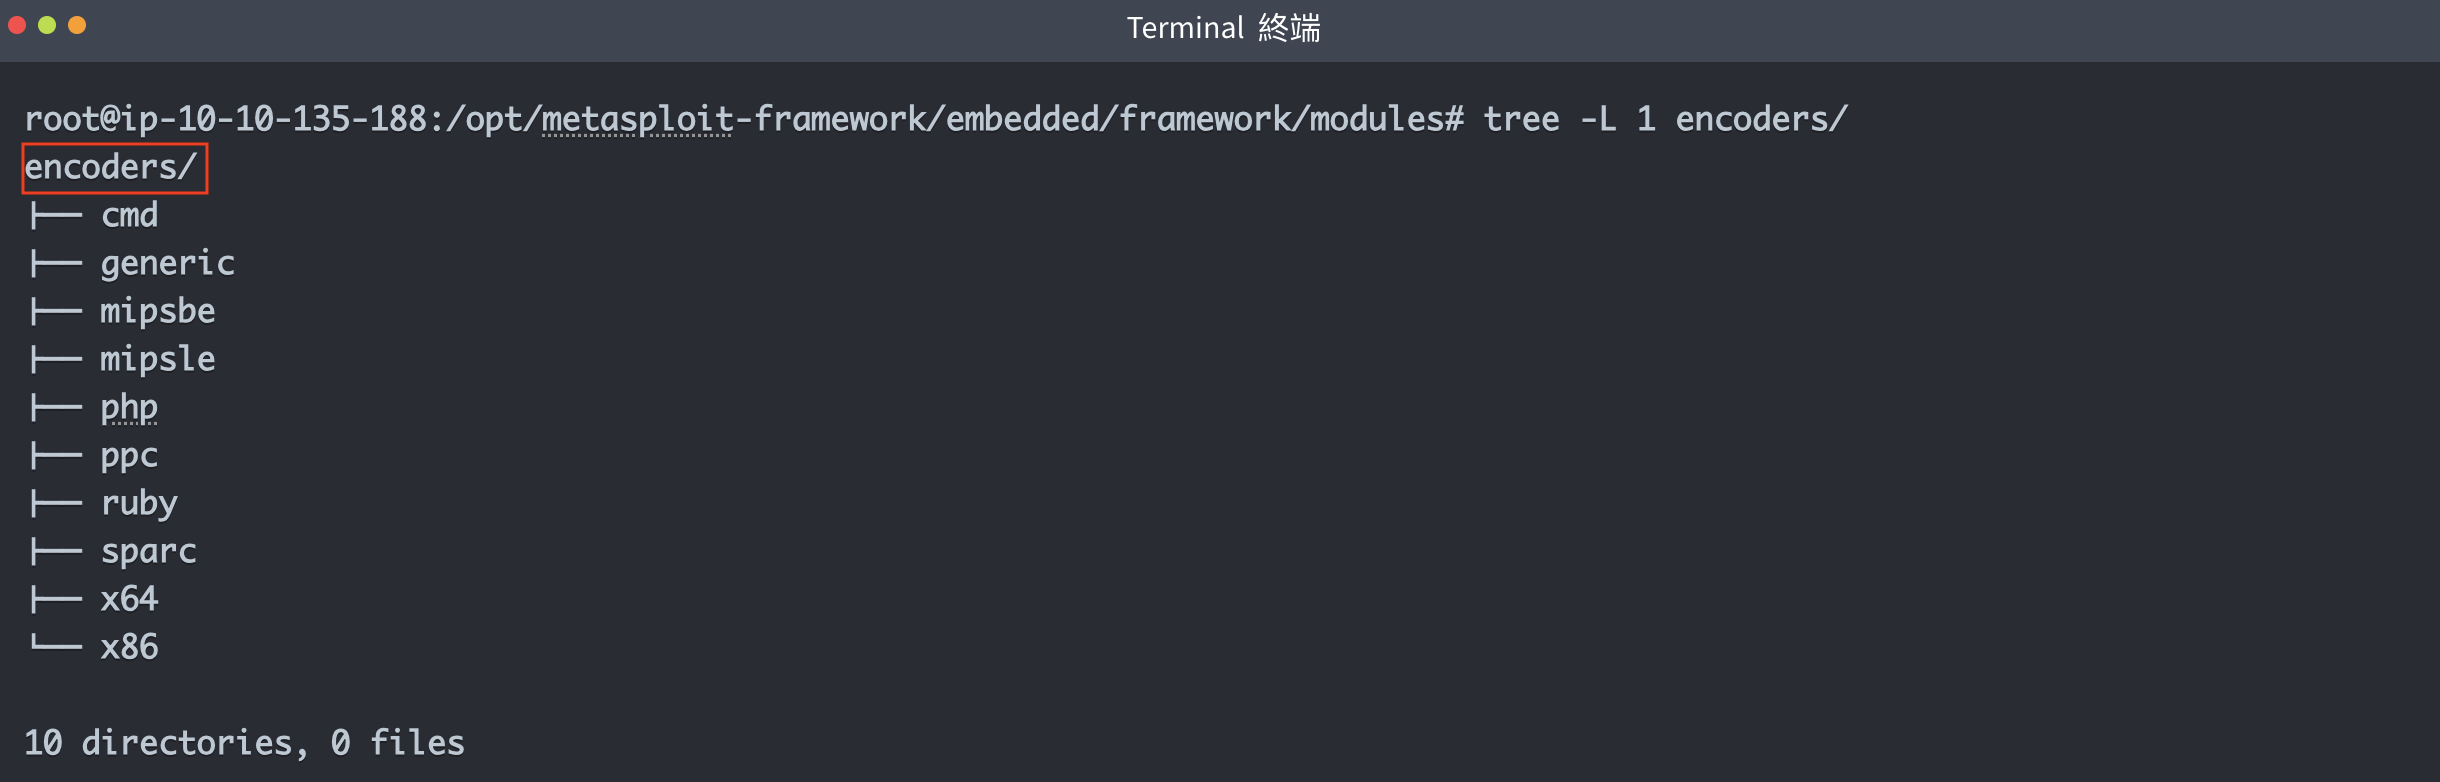 Terminal 終端
root@ip-10-10-135-188:/opt/metasploit-framework/embedded/framework/modules# tree -L 1 encoders/
encoders/
├── cmd
├── generic
├── mipsbe
├── mipsle
├── php
├── ppc
├── ruby
├── sparc
├── x64
└── x86
10 directories, 0 files